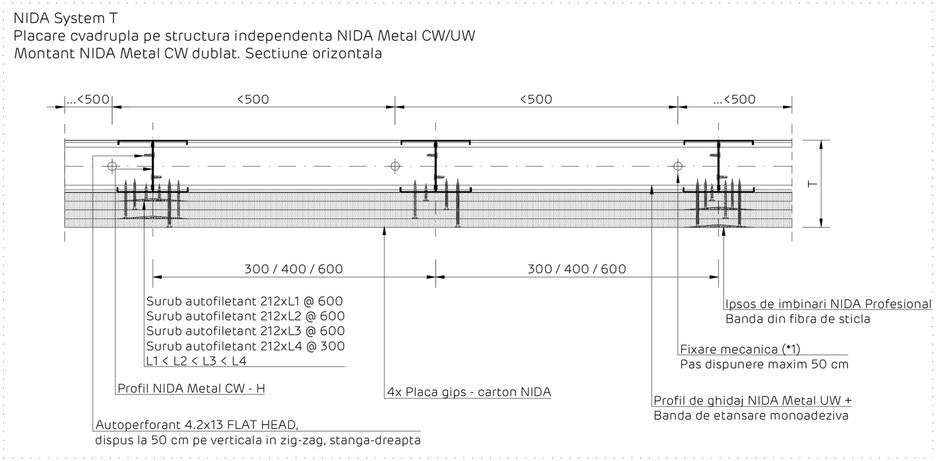 NIDA System T
Placare cvadrupla pe structura independenta NIDA Metal CW/UW
Montant NIDA Metal CW dublat. Sectiune orizontala
...<500
<500
<500
...<500
T
300 / 400 / 600
300 / 400 / 600
Surub autofiletant 212xL1 @ 600
Surub autofiletant 212xL2 @ 600
Surub autofiletant 212xL3 @ 600
Surub autofiletant 212xL4 @ 300
L1 < L2 < L3 < L4
Ipsos de imbinari NIDA Profesional
Banda din fibra de sticla
Fixare mecanica (*1)
Pas dispunere maxim 50 cm
Profil NIDA Metal CW - H
4x Placa gips - carton NIDA
Profil de ghidaj NIDA Metal UW +
Banda de etansare monoadeziva
Autoperforant 4.2x13 FLAT HEAD,
dispus la 50 cm pe verticala in zig-zag, stanga-dreapta